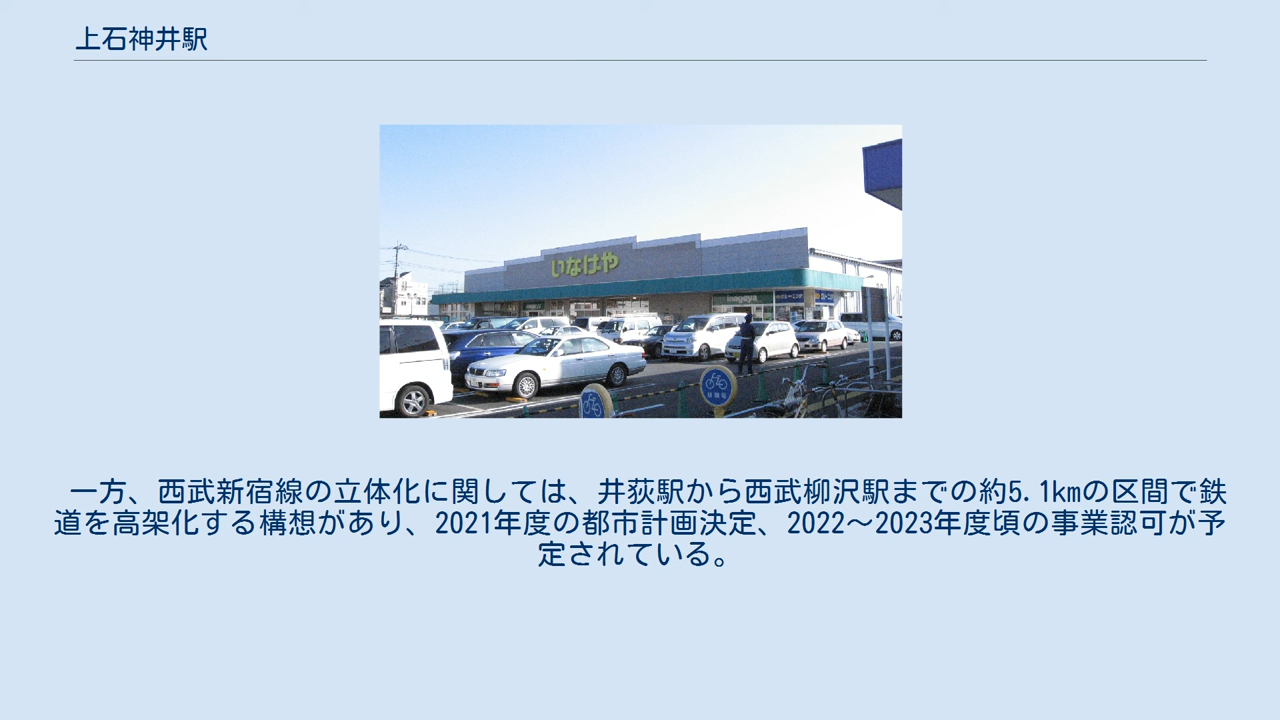 上石神井駅
いなげや
inageya
一方、西武新宿線の立体化に関しては、井荻駅から西武柳沢駅までの約5.1kmの区間で鉄
道を高架化する構想があり、2021年度の都市計画決定、2022～2023年度頃の事業認可が予
定されている。